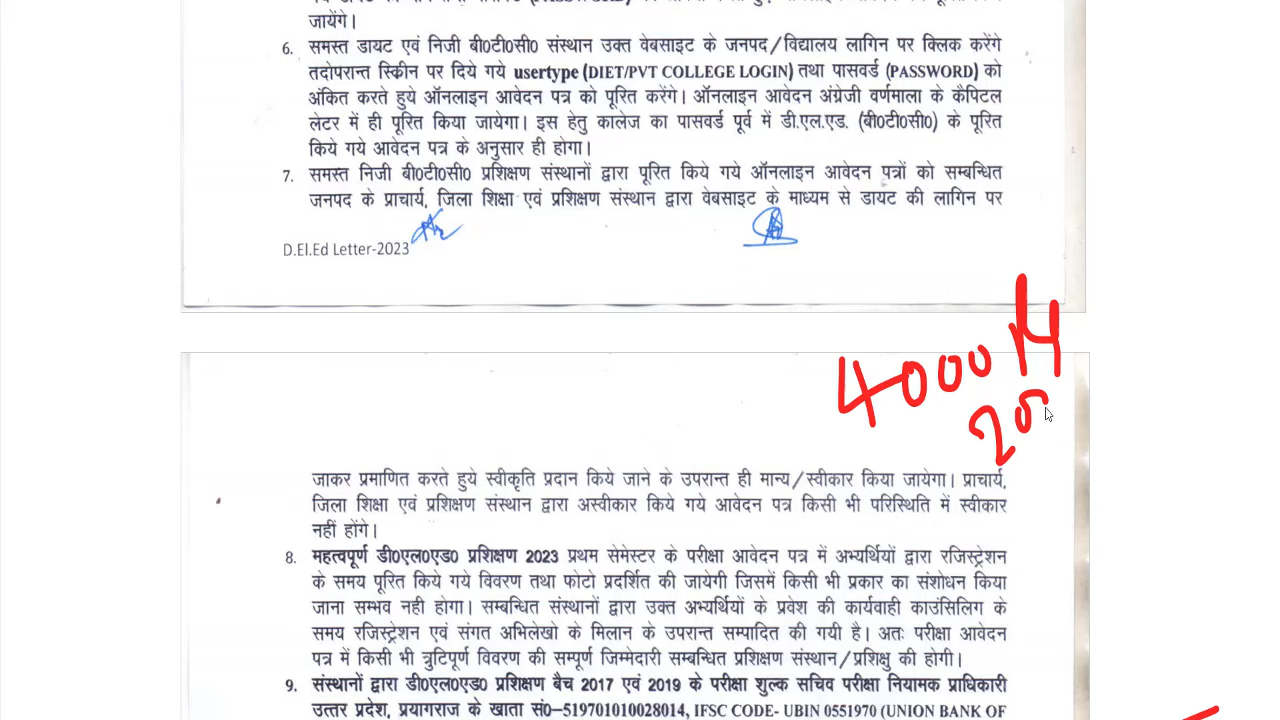 जायेंगे।
6. समस्त डायट एवं निजी बी0टी0सी0 संस्थान उक्त वेबसाइट के जनपद/विद्यालय लागिन पर क्लिक करेंगे
तदोपरान्त स्क्रिीन पर दिये गये usertype (DIET/PVT COLLEGE LOGIN) तथा पासवर्ड (PASSWORD) को
अंकित करते हुये ऑनलाइन आवेदन पत्र को पूरित करेंगे। ऑनलाइन आवेदन अंग्रेजी वर्णमाला के कैपिटल
लेटर में ही पूरित किया जायेगा। इस हेतु कालेज का पासवर्ड पूर्व में डी.एल.एड. (बी0टी0सी0) के पूरित
किये गये आवेदन पत्र के अनुसार ही होगा।
7. समस्त निजी बी0टी0सी0 प्रशिक्षण संस्थानों द्वारा पूरित किये गये ऑनलाइन आवेदन पत्रों को सम्बन्धित
जनपद के प्राचार्य, जिला शिक्षा एवं प्रशिक्षण संस्थान द्वारा वेबसाइट के माध्यम से डायट की लागिन पर
D.El.Ed Letter-2023
4000
20
जाकर प्रमाणित करते हुये स्वीकृति प्रदान किये जाने के उपरान्त ही मान्य/स्वीकार किया जायेगा। प्राचार्य,
जिला शिक्षा एवं प्रशिक्षण संस्थान द्वारा अस्वीकार किये गये आवेदन पत्र किसी भी परिस्थिति में स्वीकार
नहीं होंगे।
8. महत्वपूर्ण डी0एल0एड0 प्रशिक्षण 2023 प्रथम सेमेस्टर के परीक्षा आवेदन पत्र में अभ्यर्थियों द्वारा रजिस्ट्रेशन
के समय पूरित किये गये विवरण तथा फोटो प्रदर्शित की जायेगी जिसमें किसी भी प्रकार का संशोधन किया
जाना सम्भव नही होगा। सम्बन्धित संस्थानों द्वारा उक्त अभ्यर्थियों के प्रवेश की कार्यवाही काउंसिलिग के
समय रजिस्ट्रेशन एवं संगत अभिलेखो के मिलान के उपरान्त सम्पादित की गयी है। अतः परीक्षा आवेदन
पत्र में किसी भी त्रुटिपूर्ण विवरण की सम्पूर्ण जिम्मेदारी सम्बन्धित प्रशिक्षण संस्थान/प्रशिक्षु की होगी।
9. संस्थानों द्वारा डी0एल0एड0 प्रशिक्षण बैच 2017 एवं 2019 के परीक्षा शुल्क सचिव परीक्षा नियामक प्राधिकारी
उत्तर प्रदेश, प्रयागराज के खाता सं0–519701010028014, IFSC CODE- UBIN 0551970 (UNION BANK OF